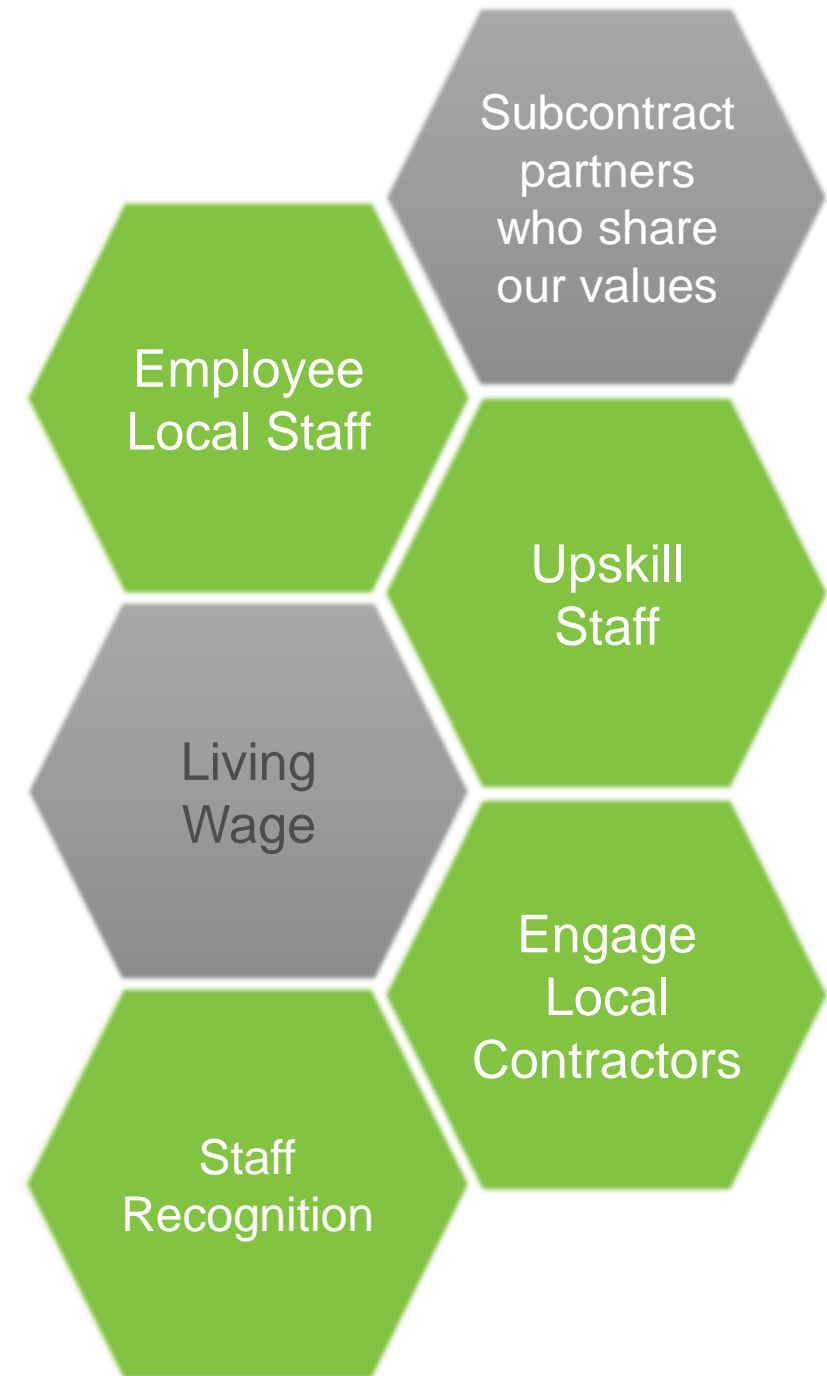 Subcontract
partners
who share
our values
Employee
Local Staff
Upskill
Staff
Living
Wage
Engage
Local
Contractors
Staff
Recognition